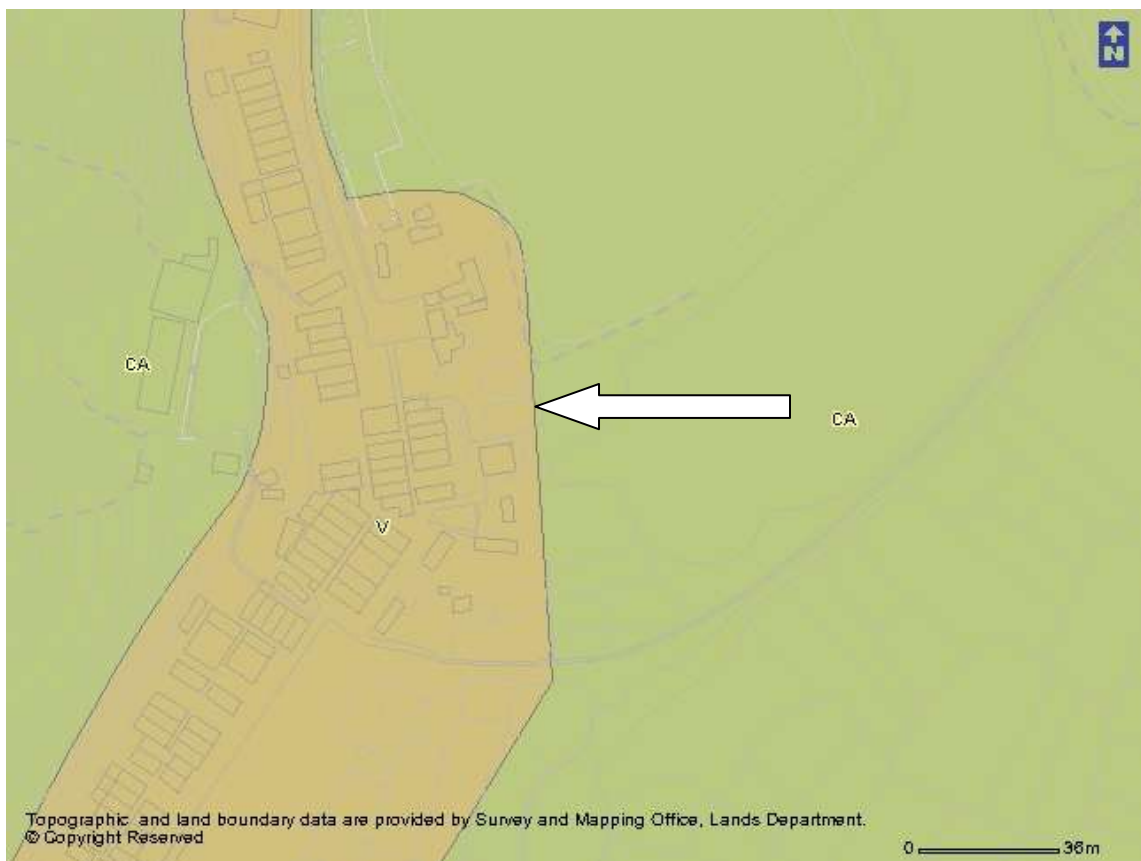 N
CA
CA
V
Topographic and land boundary data are provided by Survey and Mapping Office, Lands Department.
© Copyright Reserved
0 36m